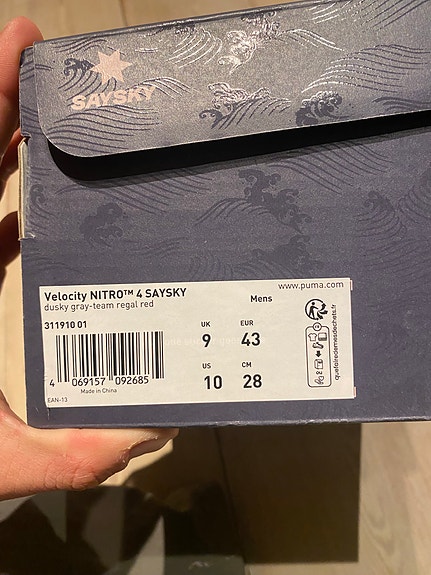 SAYSKY
Velocity NITRO™ 4 SAYSKY
dusky gray-team regal red
Mens
www.puma.com
311910 01
UK EUR
9 43
US CM
10 28
4 069157 092685
Made in China
EAN-13
quefairedemesdechets.fr